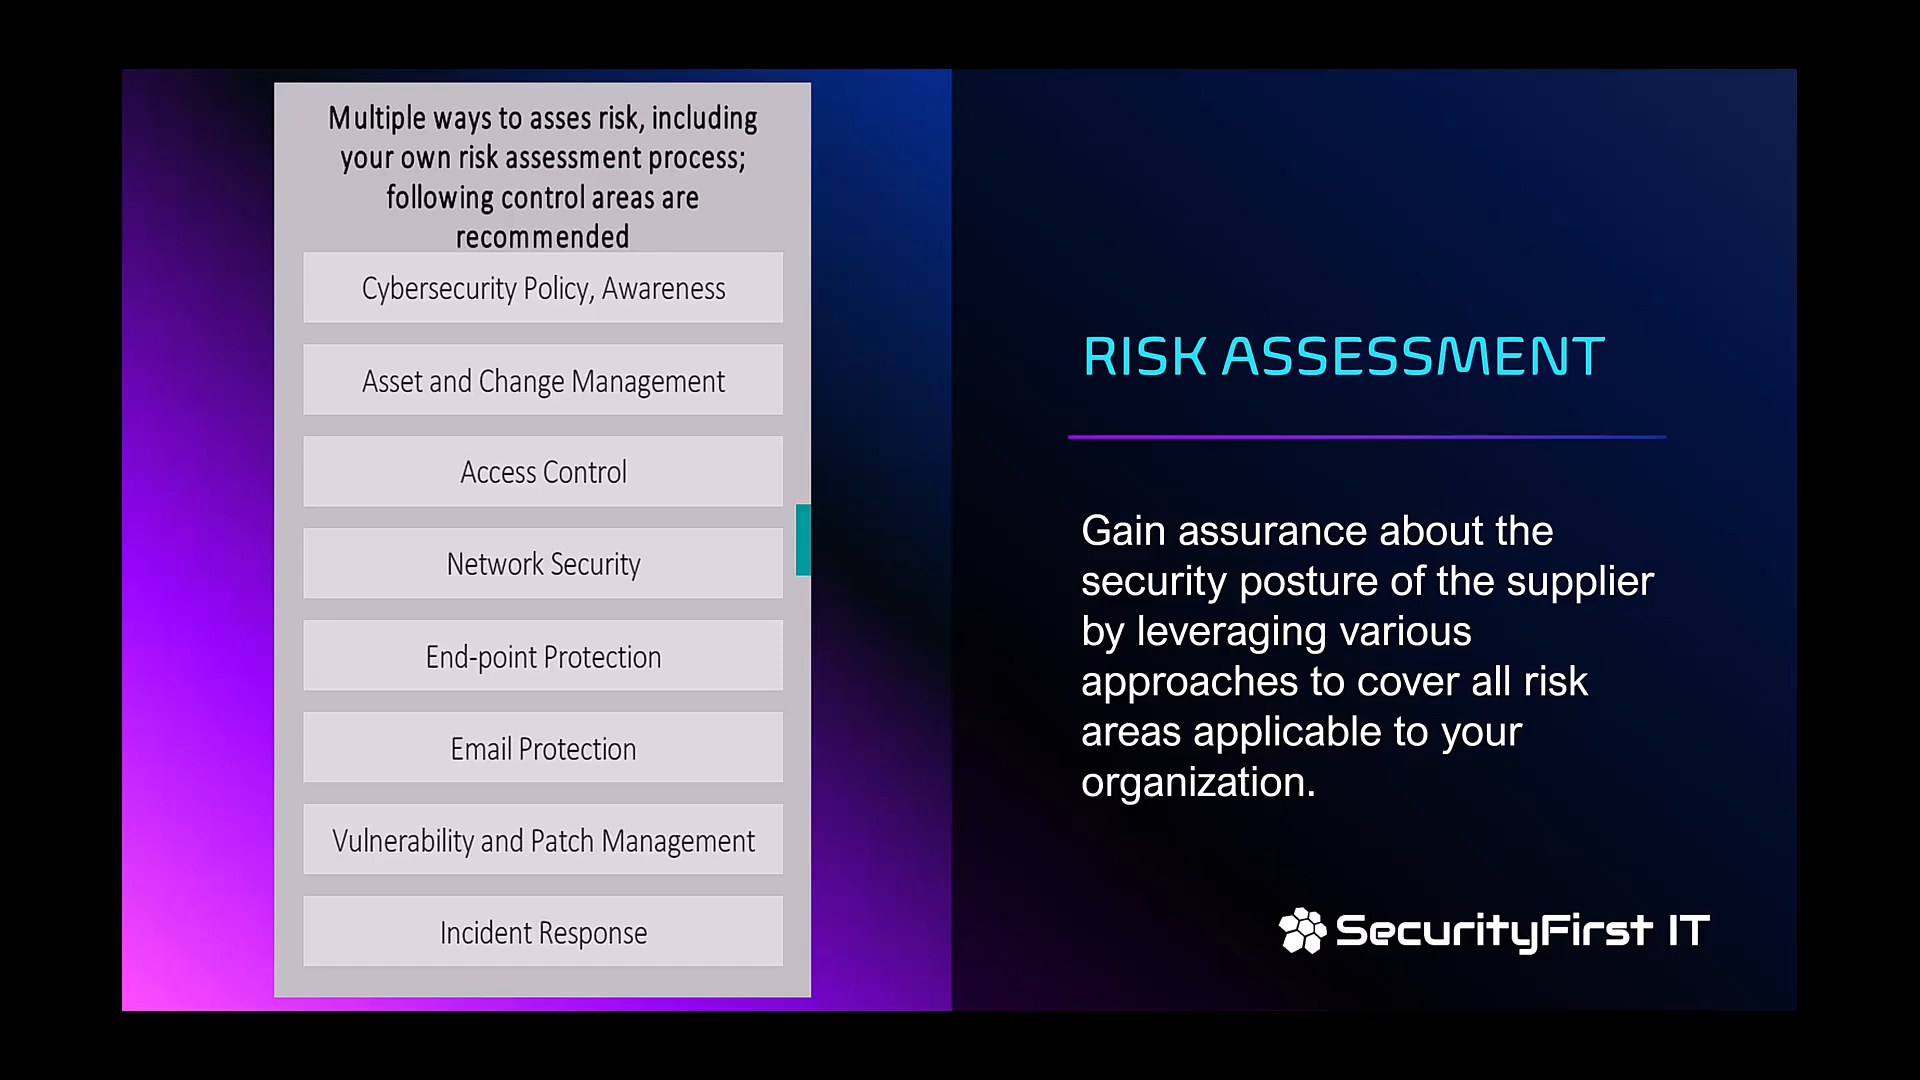 Multiple ways to asses risk, including
your own risk assessment process;
following control areas are
recommended
Cybersecurity Policy, Awareness
Asset and Change Management
Access Control
Network Security
End-point Protection
Email Protection
Vulnerability and Patch Management
Incident Response
RISK ASSESSMENT
Gain assurance about the
security posture of the supplier
by leveraging various
approaches to cover all risk
areas applicable to your
organization.
SecurityFirst IT